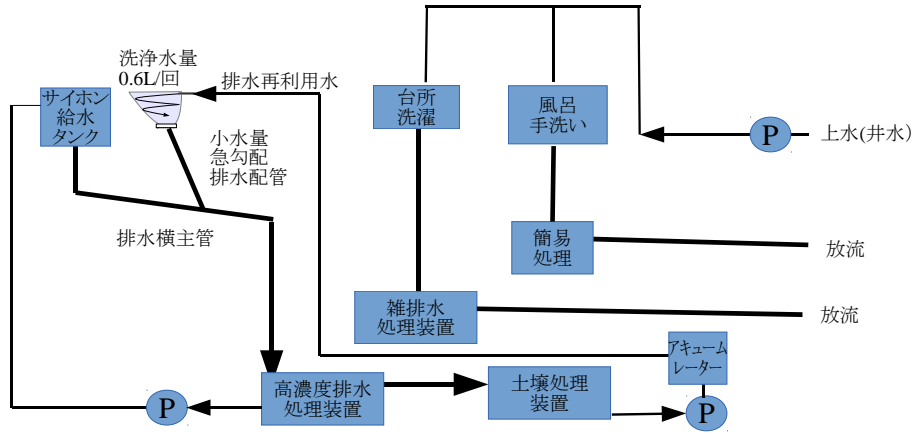 洗浄水量
0.6L/回
排水再利用水
サイホン
給水
タンク
小水量
急勾配
排水配管
排水横主管
台所
洗濯
風呂
手洗い
P
上水(井水)
簡易
処理
放流
雑排水
処理装置
放流
アキューム
レーター
高濃度排水
処理装置
土壌処理
装置
P
P